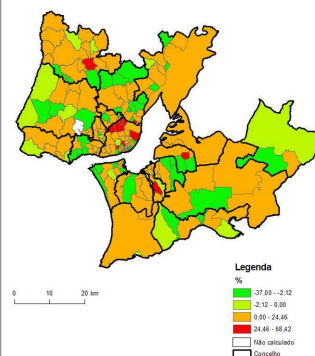 Legenda
%
-37,00 - -2,12
-2,12 - 0,00
0,00 - 24,46
24,46 - 68,42
Não calculado
Concelho
0 10 20 km